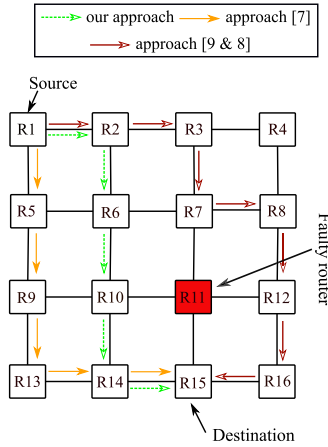 our approach
approach [7]
approach [9 & 8]
Source
R1
R2
R3
R4
R5
R6
R7
R8
Faulty router
R9
R10
R11
R12
R13
R14
R15
R16
Destination